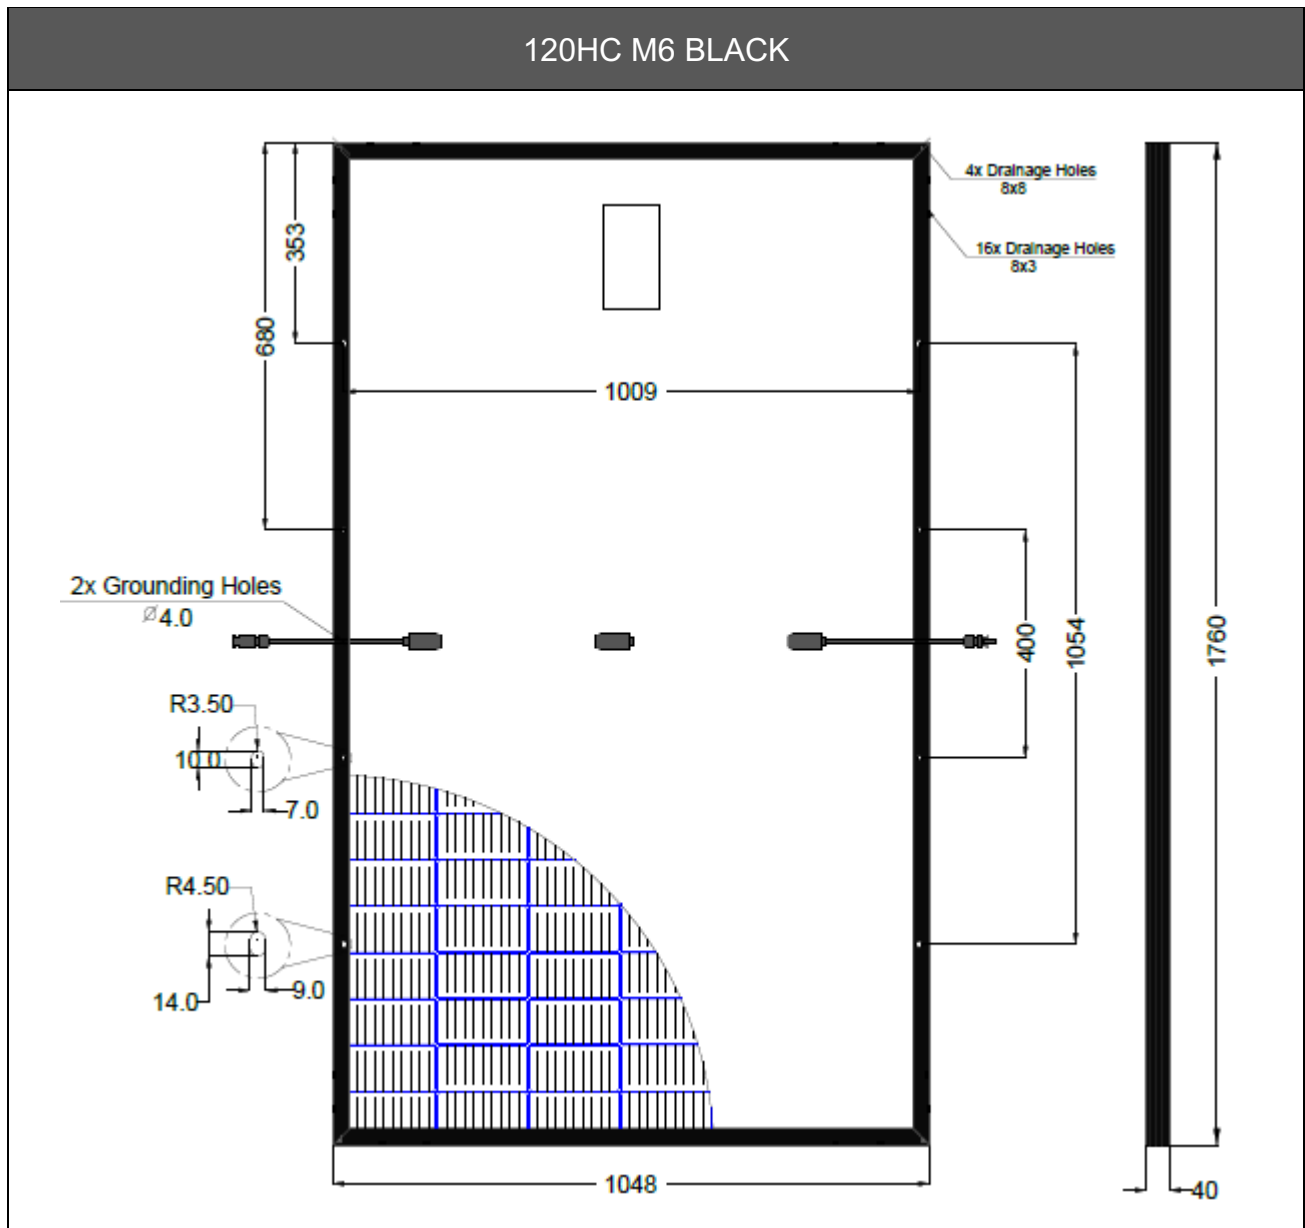 120HC M6 BLACK
4x Drainage Holes
8x8
16x Drainage Holes
8x3
353
680
1009
2x Grounding Holes
Ø4.0
400
1054
1760
R3.50
10.0
7.0
R4.50
14.0
9.0
1048
40